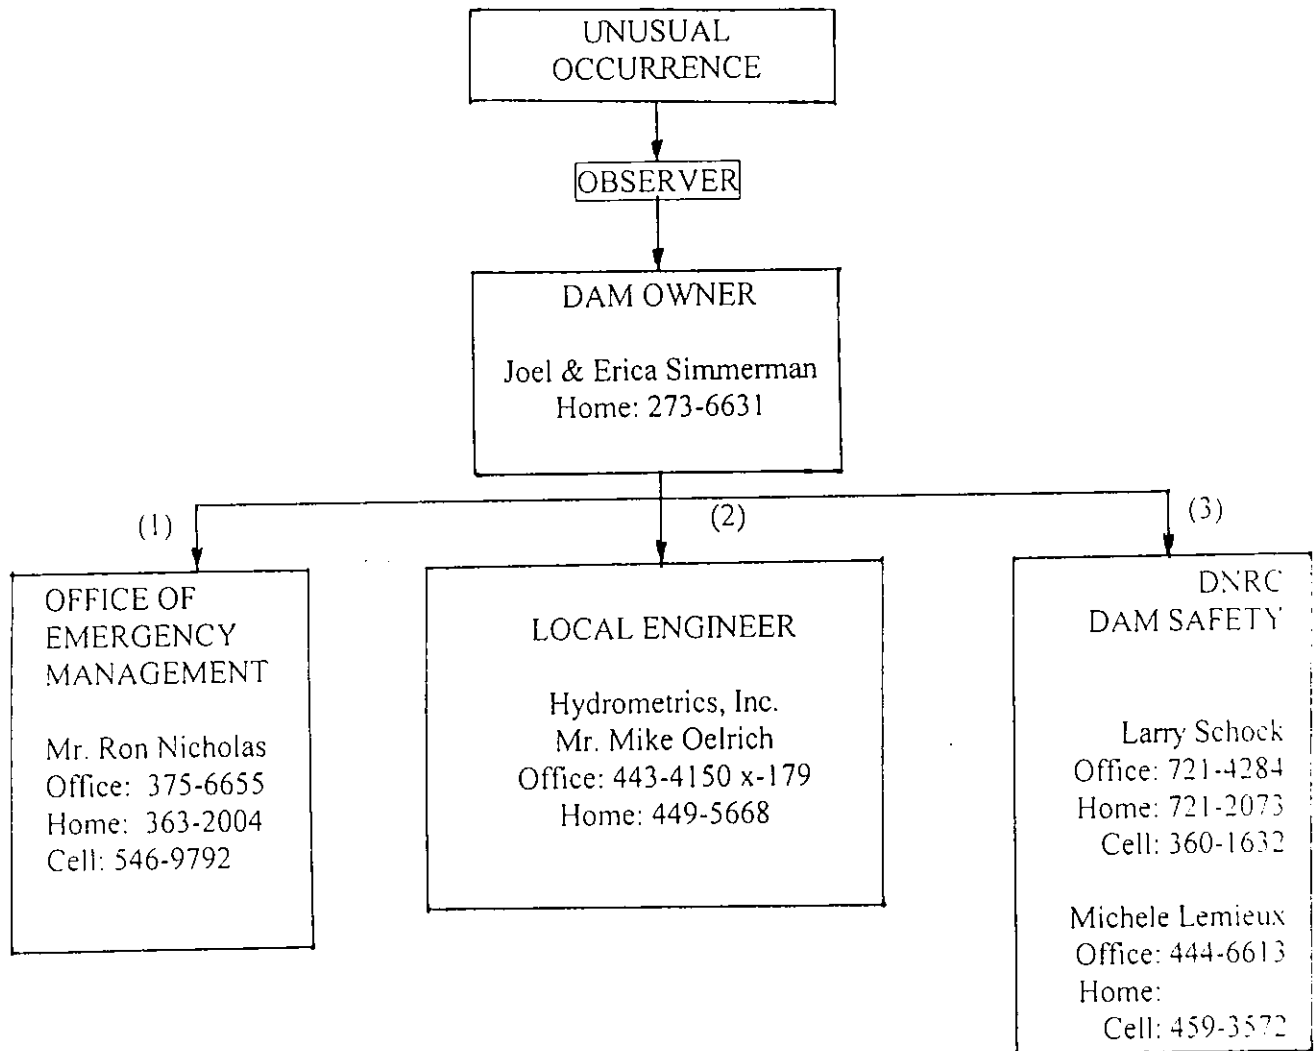 UNUSUAL
OCCURRENCE
OBSERVER
DAM OWNER
Joel & Erica Simmerman
Home: 273-6631
(1)
(2)
(3)
OFFICE OF
EMERGENCY
MANAGEMENT
Mr. Ron Nicholas
Office: 375-6655
Home: 363-2004
Cell: 546-9792
LOCAL ENGINEER
Hydrometrics, Inc.
Mr. Mike Oelrich
Office: 443-4150 x-179
Home: 449-5668
DNRC
DAM SAFETY
Larry Schock
Office: 721-4284
Home: 721-2073
Cell: 360-1632
Michele Lemieux
Office: 444-6613
Home:
Cell: 459-3572